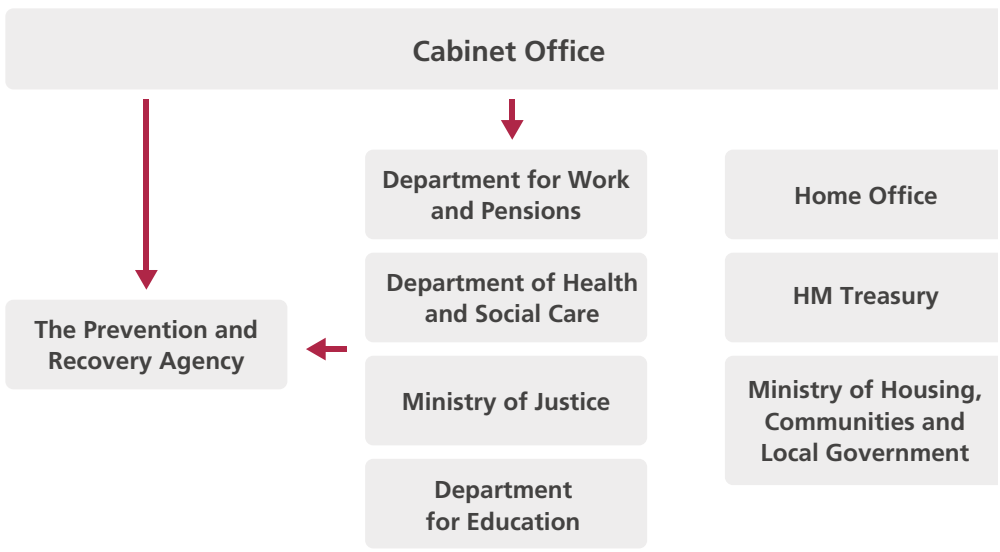 Cabinet Office
Department for Work
and Pensions
Home Office
Department of Health
and Social Care
HM Treasury
The Prevention and
Recovery Agency
Ministry of Justice
Ministry of Housing,
Communities and
Local Government
Department
for Education